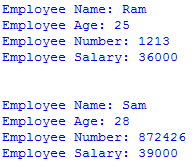 Employee Name: Ram
Employee Age: 25
Employee Number: 1213
Employee Salary: 36000
Employee Name: Sam
Employee Age: 28
Employee Number: 872426
Employee Salary: 39000